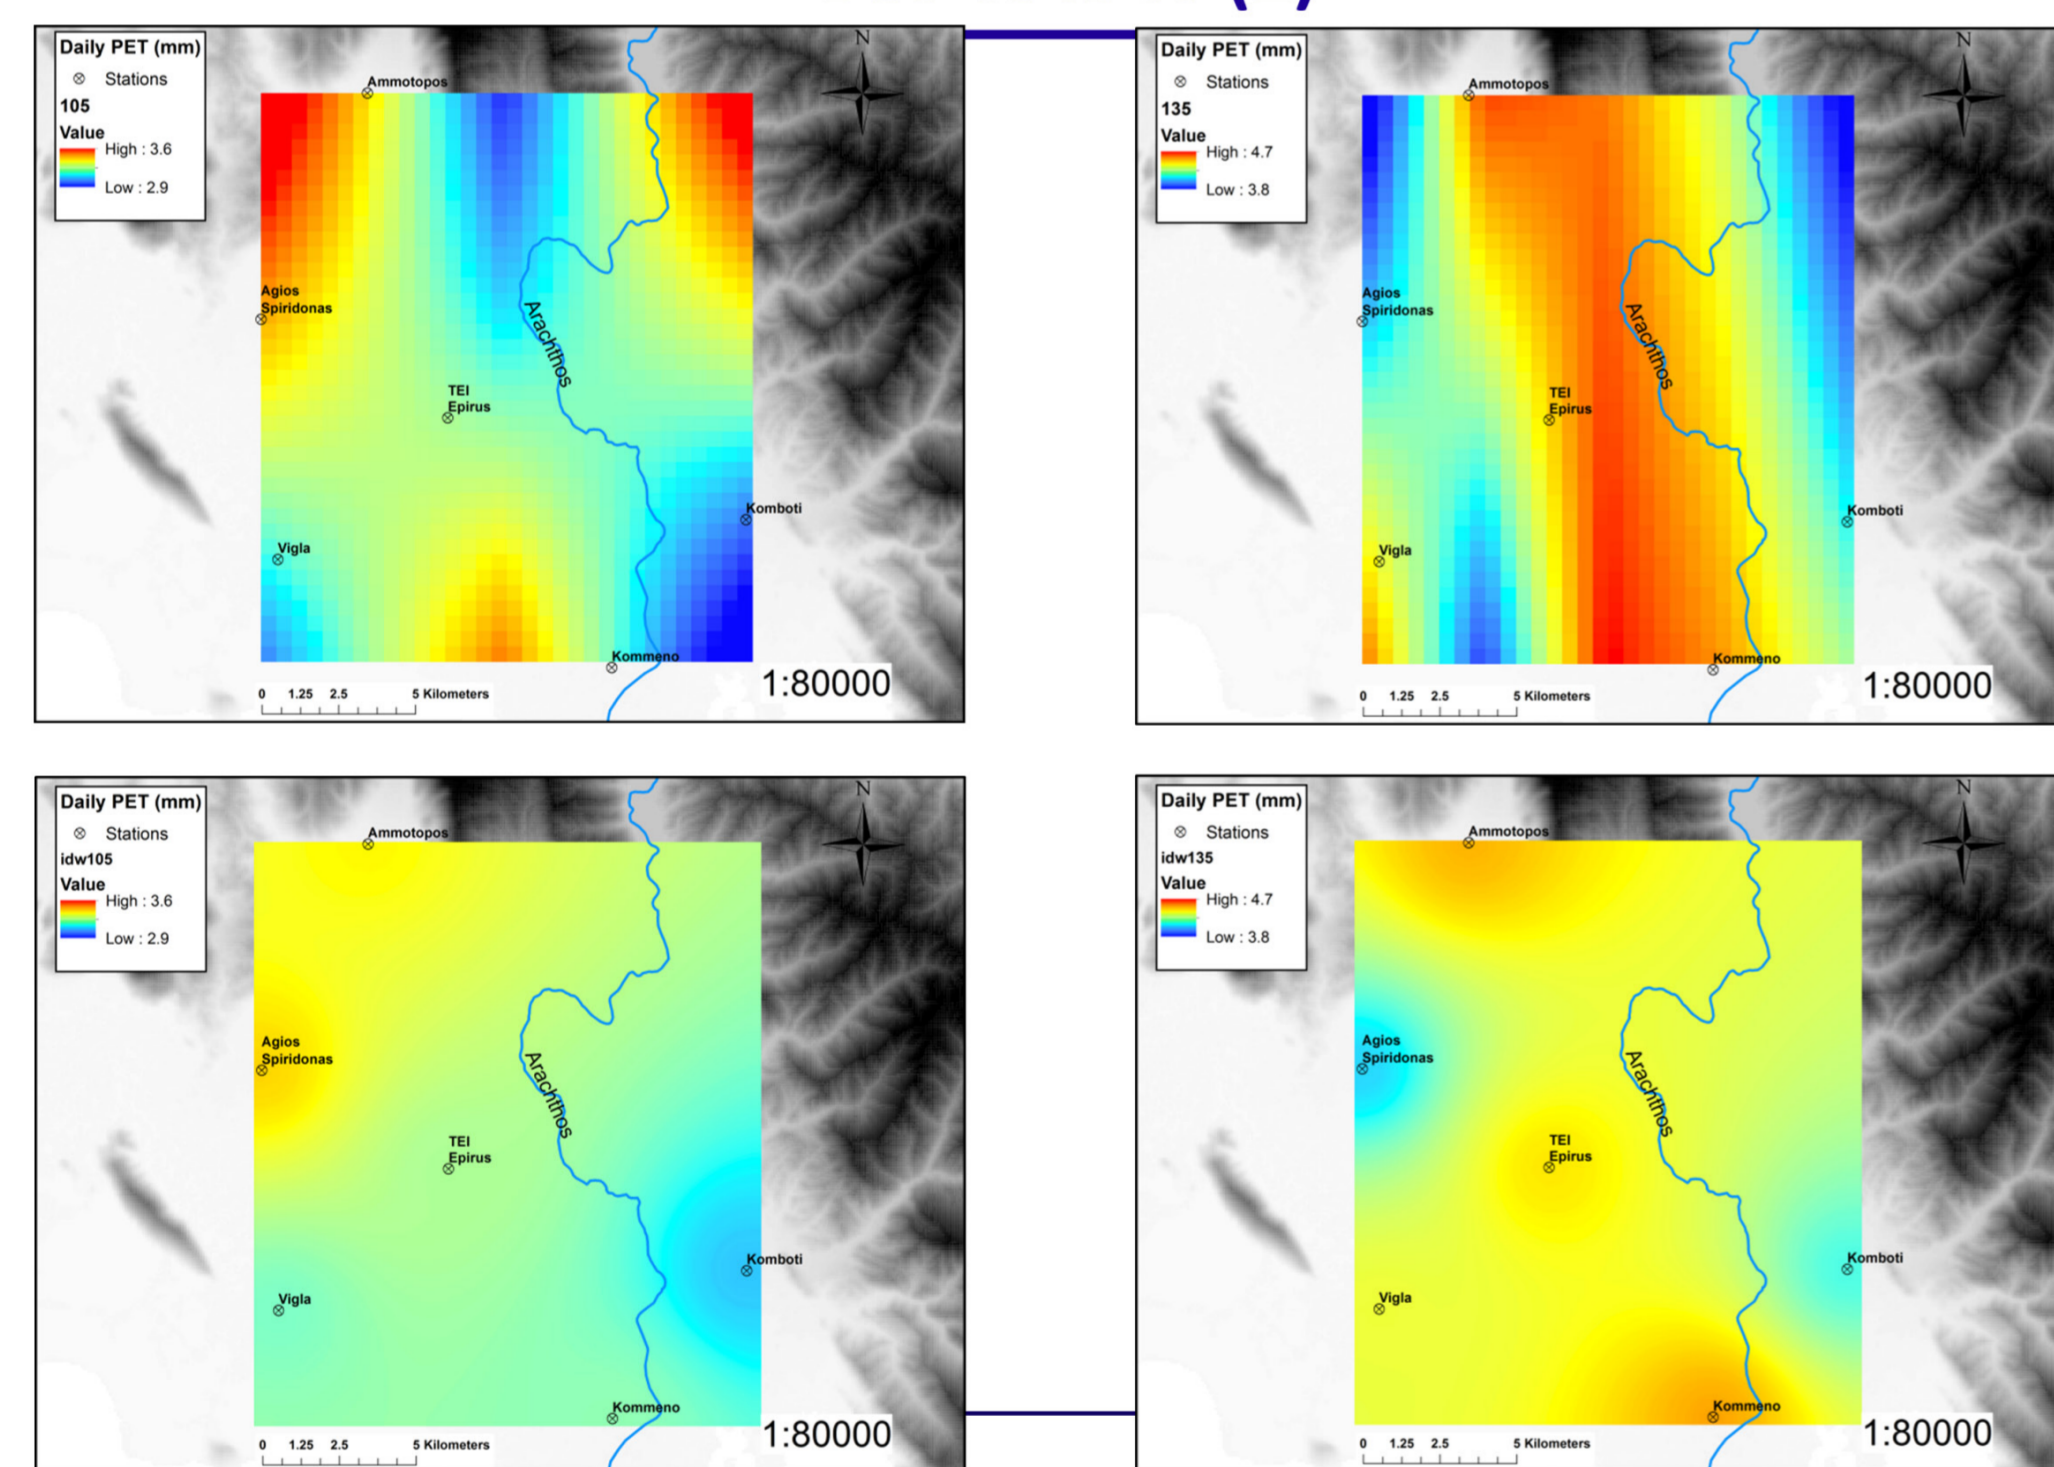 Daily PET (mm)
Stations
105
Value
High : 3.6
Low : 2.9
N
Ammotopos
Agios
Spiridonas
Arachthos
TEI
Epirus
Komboti
Vigla
Kommeno
1:80000
0 1.25 2.5 5 Kilometers
Daily PET (mm)
Stations
135
Value
High : 4.7
Low : 3.8
N
Ammotopos
Agios
Spiridonas
Arachthos
TEI
Epirus
Komboti
Vigla
Kommeno
1:80000
0 1.25 2.5 5 Kilometers
Daily PET (mm)
Stations
idw105
Value
High : 3.6
Low : 2.9
N
Ammotopos
Agios
Spiridonas
Arachthos
TEI
Epirus
Komboti
Vigla
Kommeno
1:80000
0 1.25 2.5 5 Kilometers
Daily PET (mm)
Stations
idw135
Value
High : 4.7
Low : 3.8
N
Ammotopos
Agios
Spiridonas
Arachthos
TEI
Epirus
Komboti
Vigla
Kommeno
1:80000
0 1.25 2.5 5 Kilometers